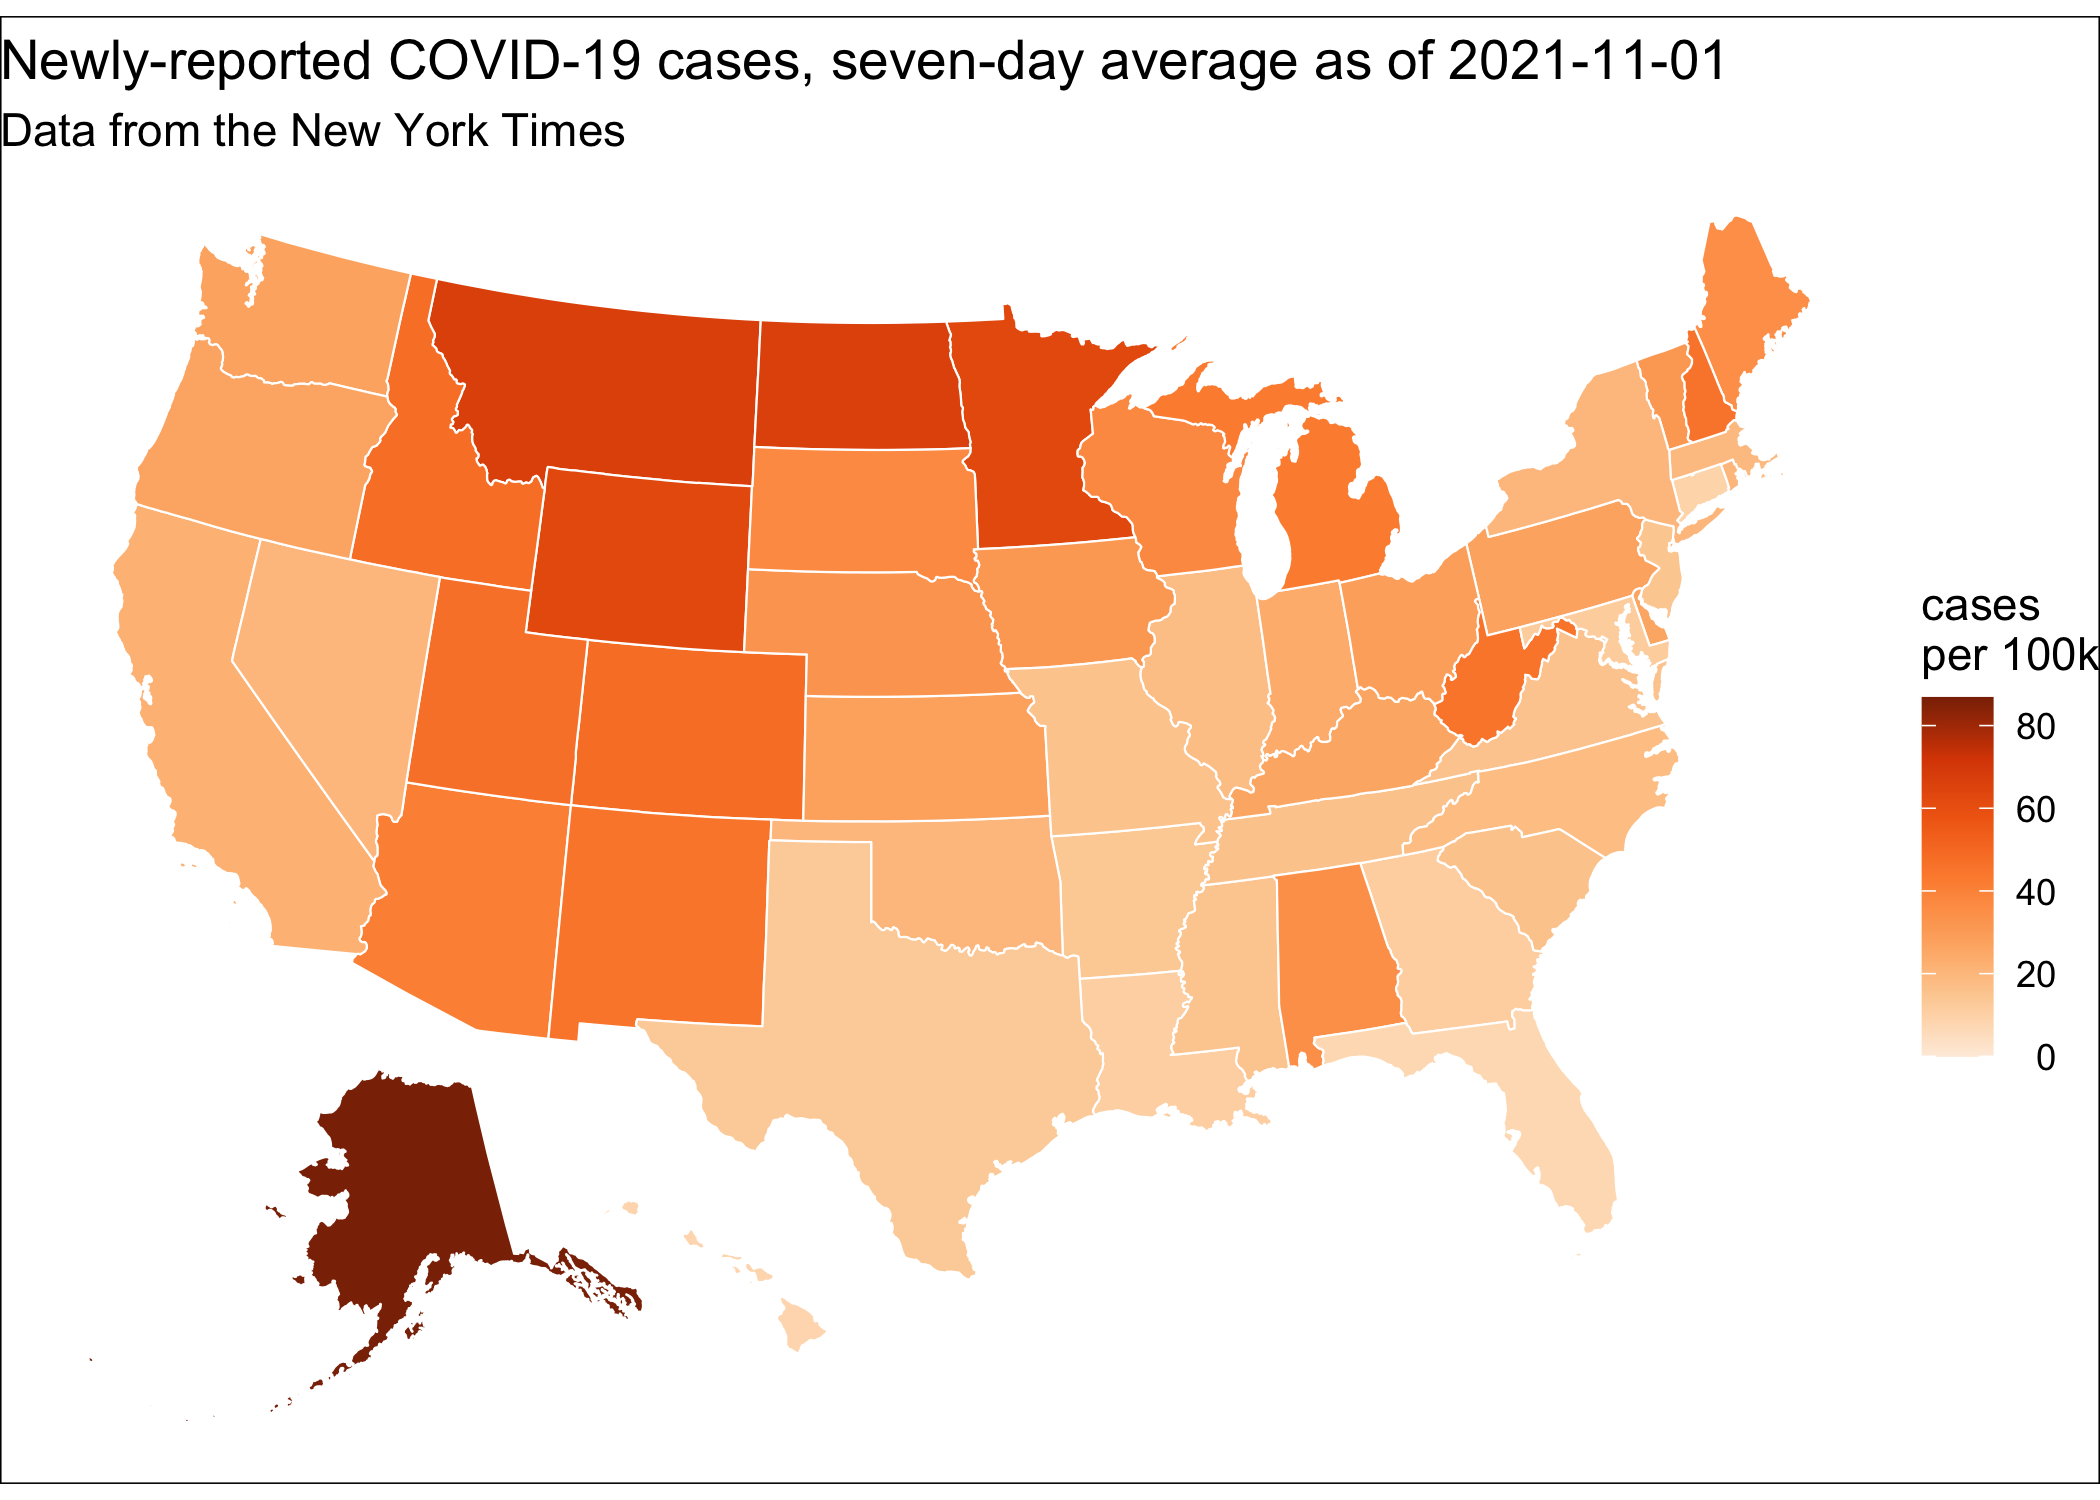 Newly-reported COVID-19 cases, seven-day average as of 2021-11-01
Data from the New York Times
cases
per 100k
80
60
40
20
0